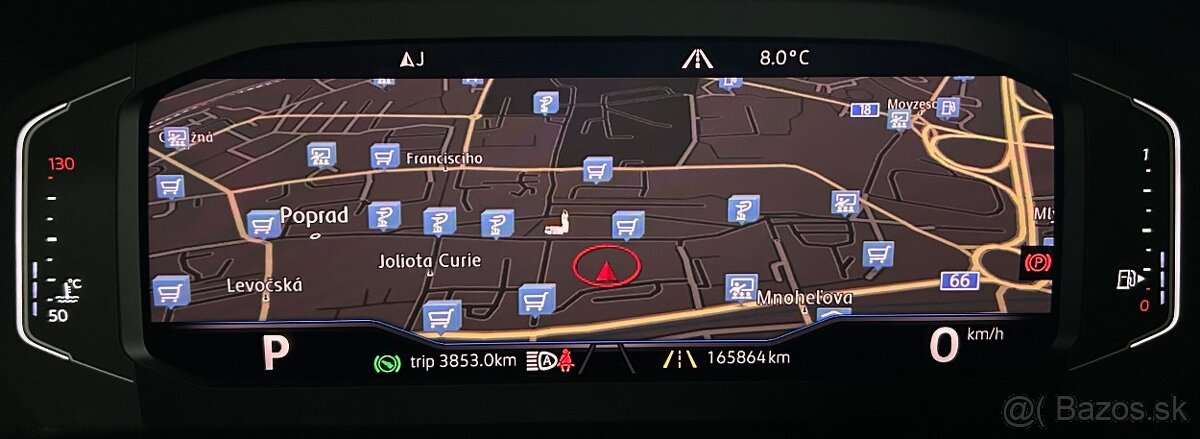 J
8.0°C
18
Movzeso
130
Francisciho
1
Poprad
Joliota Curie
Levočská
66
Mnoheľova
°C
50
0
P
trip 3853.0km
A
165864km
0 km/h
@( Bazos.sk